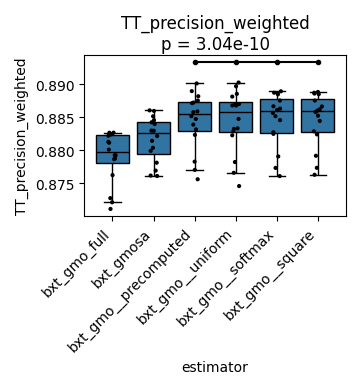 TT_precision_weighted
p = 3.04e-10
TT_precision_weighted
0.890
0.885
0.880
0.875
bxt_gmo_full
bxt_gmosa
bxt_gmo__precomputed
bxt_gmo__uniform
bxt_gmo__softmax
bxt_gmo__square
estimator